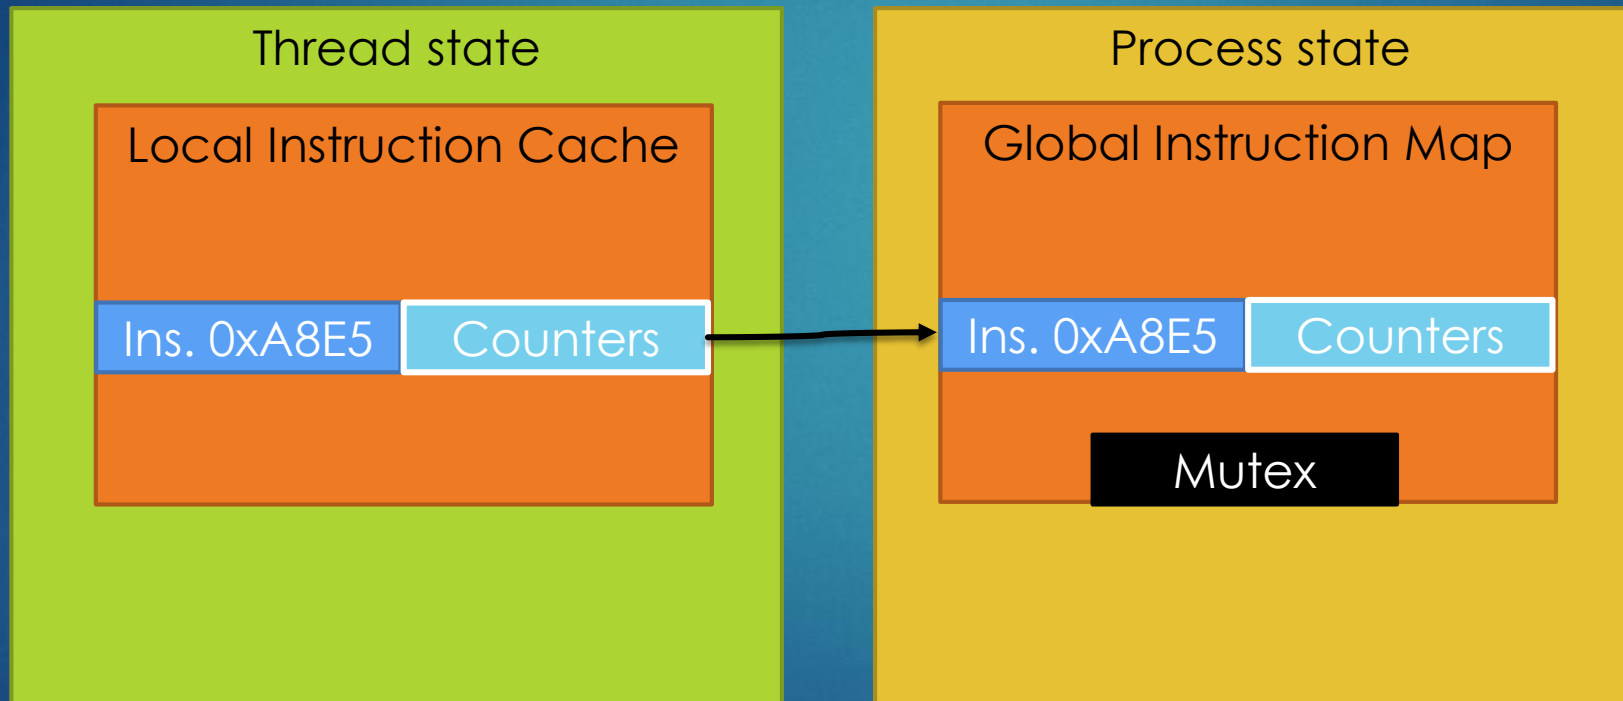 Thread state
Local Instruction Cache
Ins. 0xA8E5 Counters
Process state
Global Instruction Map
Ins. 0xA8E5 Counters
Mutex